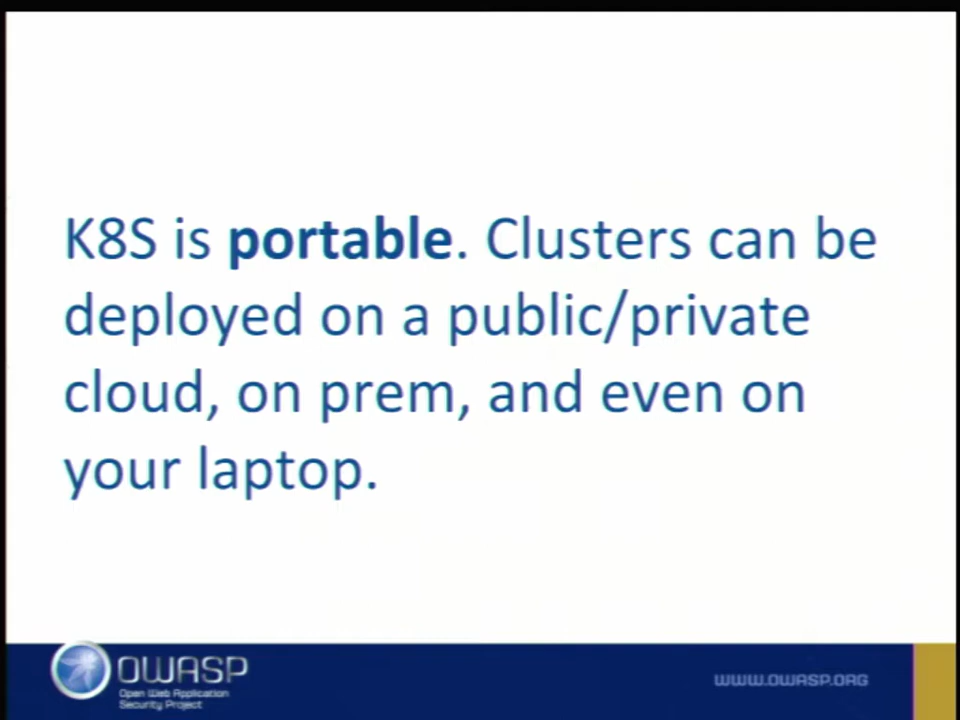 K8S is portable. Clusters can be
deployed on a public/private
cloud, on prem, and even on
your laptop.
OWASP
Open Web Application
Security Project
WWW.OWASP.ORG